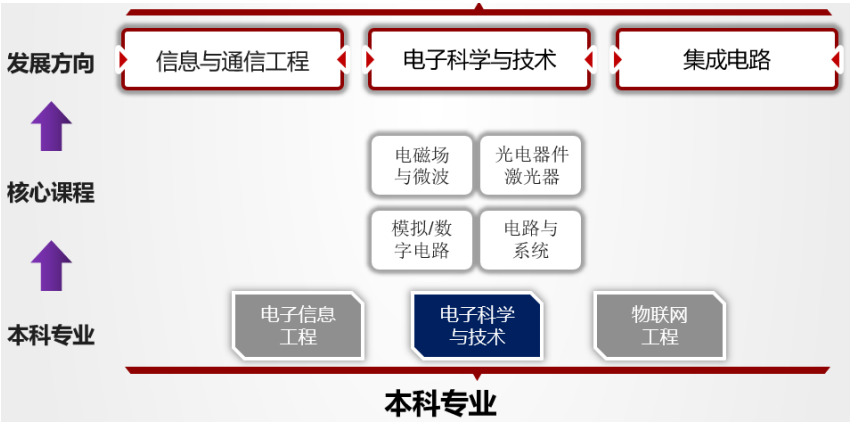 发展方向
信息与通信工程
电子科学与技术
集成电路
电磁场
与微波
光电器件
激光器
核心课程
模拟/数
字电路
电路与
系统
本科专业
电子信息
工程
电子科学
与技术
物联网
工程
本科专业